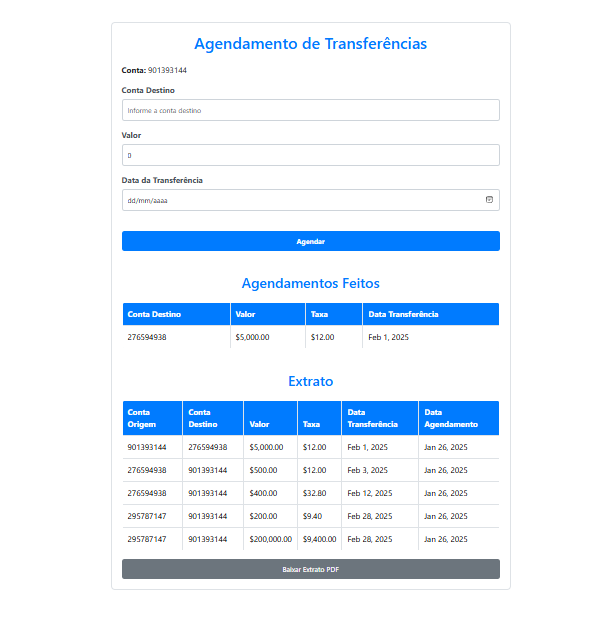 Agendamento de Transferências
Conta: 901393144
Conta Destino
Informe a conta destino
Valor
0
Data da Transferência
dd/mm/aaaa
Agendar
Agendamentos Feitos
Conta Destino Valor Taxa Data Transferência
276594938 $5,000.00 $12.00 Feb 1, 2025
Extrato
Conta Origem Conta Destino Valor Taxa Data Transferência Data Agendamento
901393144 276594938 $5,000.00 $12.00 Feb 1, 2025 Jan 26, 2025
276594938 901393144 $500.00 $12.00 Feb 3, 2025 Jan 26, 2025
276594938 901393144 $400.00 $32.80 Feb 12, 2025 Jan 26, 2025
295787147 901393144 $200.00 $9.40 Feb 28, 2025 Jan 26, 2025
295787147 901393144 $200,000.00 $9,400.00 Feb 28, 2025 Jan 26, 2025
Baixar Extrato PDF